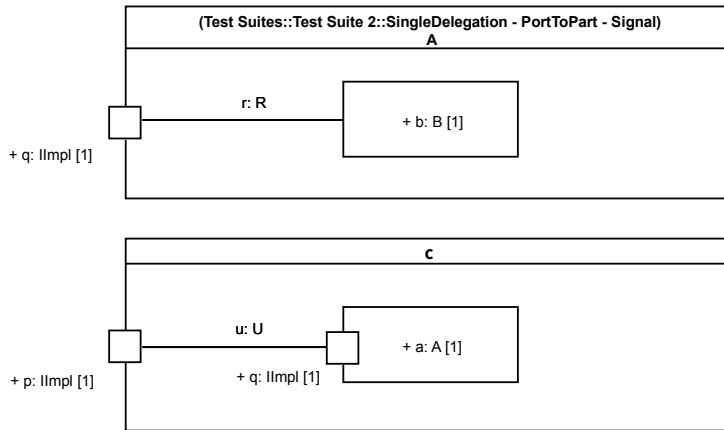 (Test Suites::Test Suite 2::SingleDelegation - PortToPart - Signal)
A
r: R
+ b: B [1]
+ q: IImpl [1]
C
u: U
+ a: A [1]
+ p: IImpl [1]
+ q: IImpl [1]